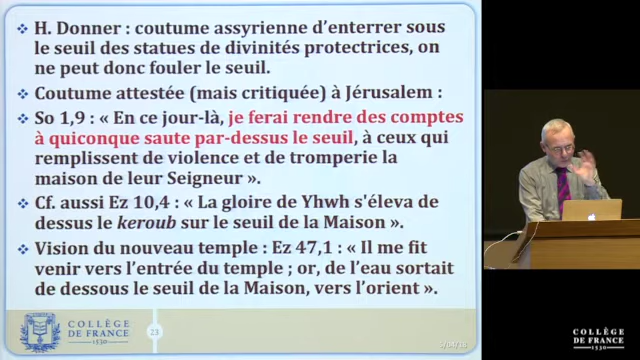 H. Donner : coutume assyrienne d’enterrer sous
le seuil des statues de divinités protectrices, on
ne peut donc fouler le seuil.
Coutume attestée (mais critiquée) à Jérusalem :
So 1,9 : « En ce jour-là, je ferai rendre des comptes
à quiconque saute par-dessus le seuil, à ceux qui
remplissent de violence et de tromperie la
maison de leur Seigneur ».
Cf. aussi Ez 10,4 : « La gloire de Yhwh s'éleva de
dessus le keroub sur le seuil de la Maison ».
Vision du nouveau temple : Ez 47,1 : « Il me fit
venir vers l’entrée du temple ; or, de l’eau sortait
de dessous le seuil de la Maison, vers l’orient ».
COLLÈGE
DE FRANCE
1530
23
COLLÈGE
DE FRANCE
1530